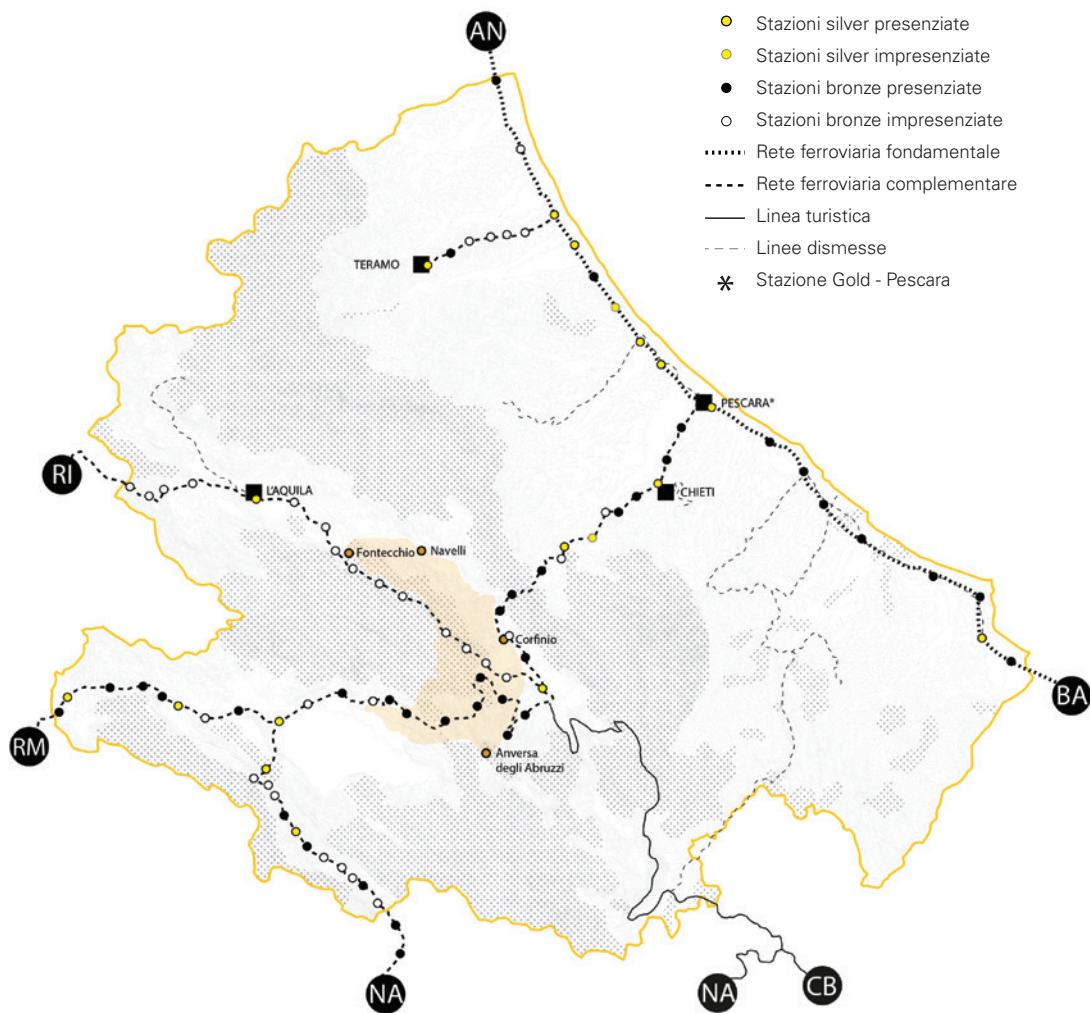 AN
Stazioni silver presenziate
Stazioni silver impresenziate
Stazioni bronze presenziate
Stazioni bronze impresenziate
Rete ferroviaria fondamentale
Rete ferroviaria complementare
Linea turistica
Linee dismesse
* Stazione Gold - Pescara
TERAMO
PESCARA*
RI
L'AQUILA
CHIETI
Fontecchio
Navelli
Corfinio
BA
RM
Anversa
degli Abruzzi
NA
NA
CB